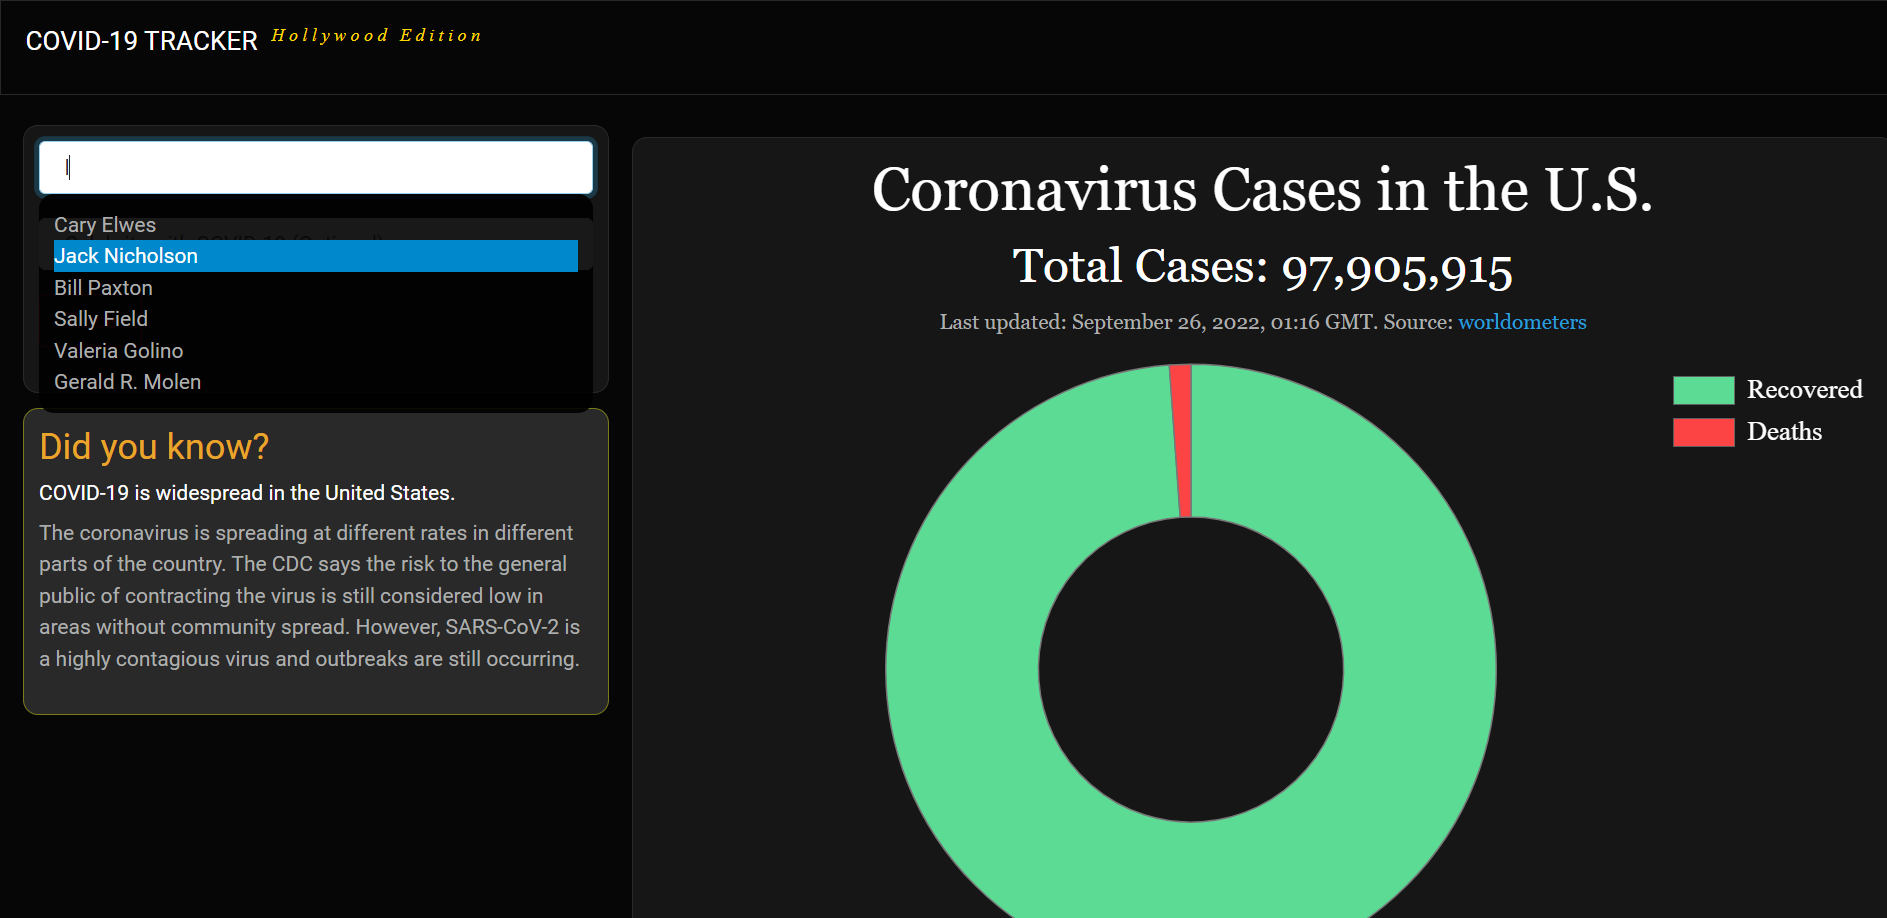 COVID-19 TRACKER Hollywood Edition
l
Cary Elwes
Jack Nicholson
Bill Paxton
Sally Field
Valeria Golino
Gerald R. Molen
Did you know?
COVID-19 is widespread in the United States.
The coronavirus is spreading at different rates in different
parts of the country. The CDC says the risk to the general
public of contracting the virus is still considered low in
areas without community spread. However, SARS-CoV-2 is
a highly contagious virus and outbreaks are still occurring.
Coronavirus Cases in the U.S.
Total Cases: 97,905,915
Last updated: September 26, 2022, 01:16 GMT. Source: worldometers
Recovered
Deaths